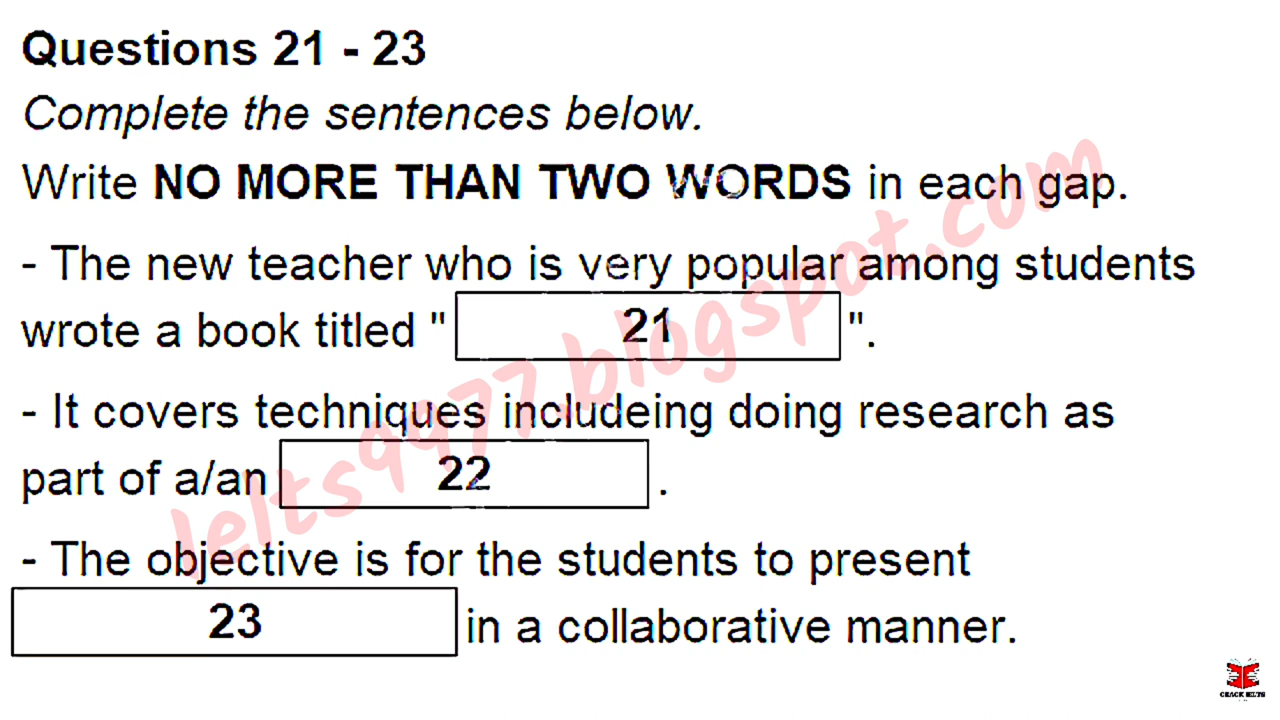 Questions 21 - 23
Complete the sentences below.
Write NO MORE THAN TWO WORDS in each gap.
- The new teacher who is very popular among students
wrote a book titled " 21 ".
- It covers techniques includeing doing research as
part of a/an 22 .
- The objective is for the students to present
23 in a collaborative manner.
Ielts9977.blogspot.com
CRACK IELTS